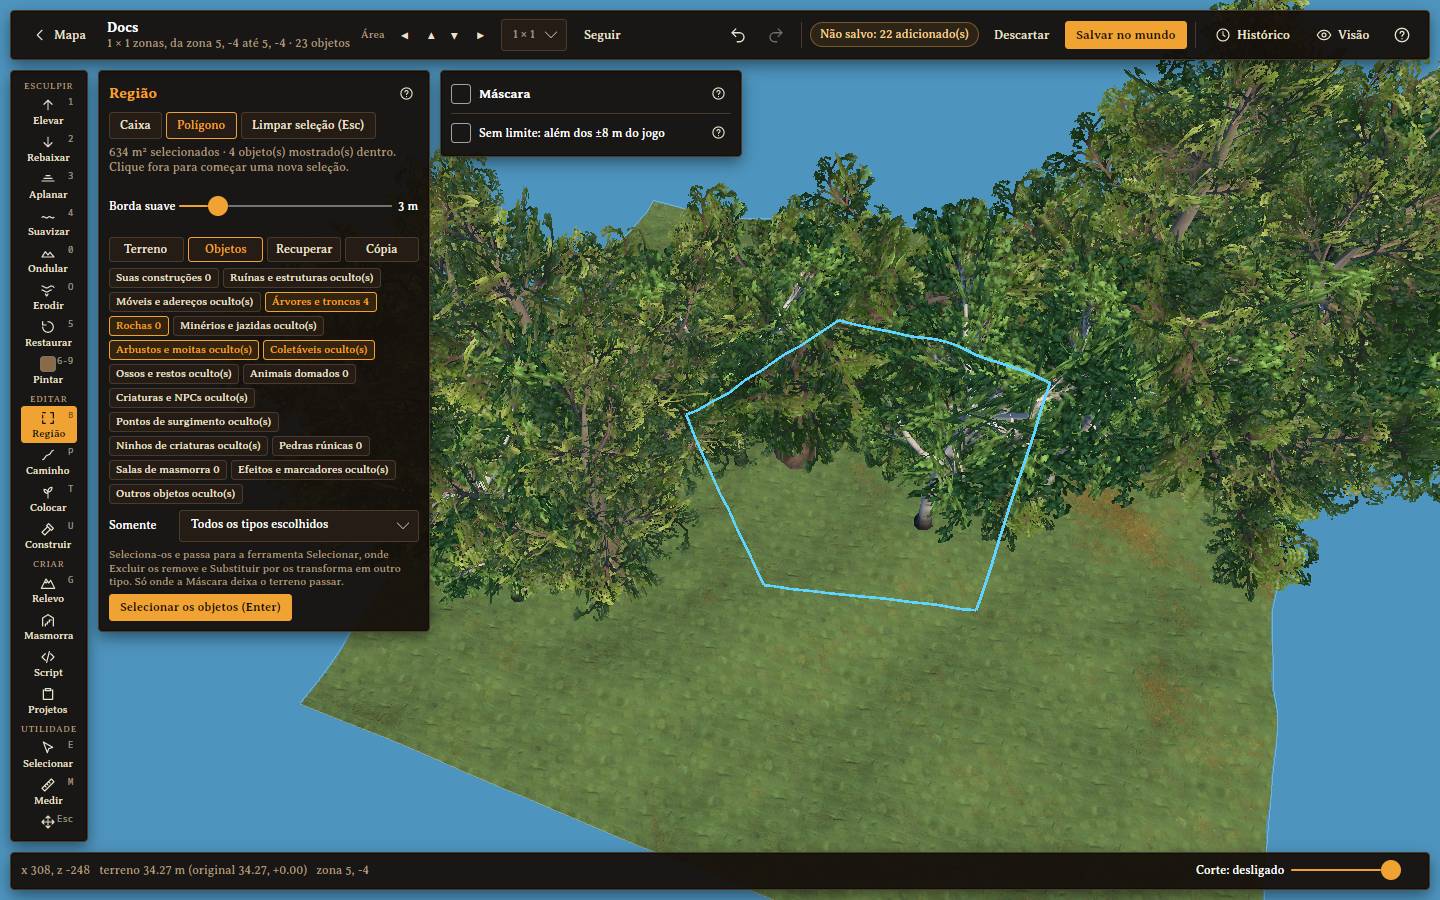 Mapa
Docs
1 × 1 zonas, da zona 5, -4 até 5, -4 · 23 objetos
Área
1 × 1
Seguir
Não salvo: 22 adicionado(s)
Descartar
Salvar no mundo
Histórico
Visão
ESCULPIR
1
Elevar
2
Rebaixar
3
Aplanar
4
Suavizar
0
Ondular
O
Erodir
5
Restaurar
6-9
Pintar
EDITAR
B
Região
P
Caminho
T
Colocar
U
Construir
CRIAR
G
Relevo
Masmorra
Script
Projetos
UTILIDADE
E
Selecionar
M
Medir
Esc
Região
Caixa
Polígono
Limpar seleção (Esc)
634 m² selecionados · 4 objeto(s) mostrado(s) dentro.
Clique fora para começar uma nova seleção.
Borda suave
3 m
Terreno
Objetos
Recuperar
Cópia
Suas construções 0
Ruínas e estruturas oculto(s)
Móveis e adereços oculto(s)
Árvores e troncos 4
Rochas 0
Minérios e jazidas oculto(s)
Arbustos e moitas oculto(s)
Coletáveis oculto(s)
Ossos e restos oculto(s)
Animais domados 0
Criaturas e NPCs oculto(s)
Pontos de surgimento oculto(s)
Ninhos de criaturas oculto(s)
Pedras rúnicas 0
Salas de masmorra 0
Efeitos e marcadores oculto(s)
Outros objetos oculto(s)
Somente
Todos os tipos escolhidos
Seleciona-os e passa para a ferramenta Selecionar, onde
Excluir os remove e Substituir por os transforma em outro
tipo. Só onde a Máscara deixa o terreno passar.
Selecionar os objetos (Enter)
Máscara
Sem limite: além dos ±8 m do jogo
x 308, z -248 terreno 34.27 m (original 34.27, +0.00) zona 5, -4
Corte: desligado